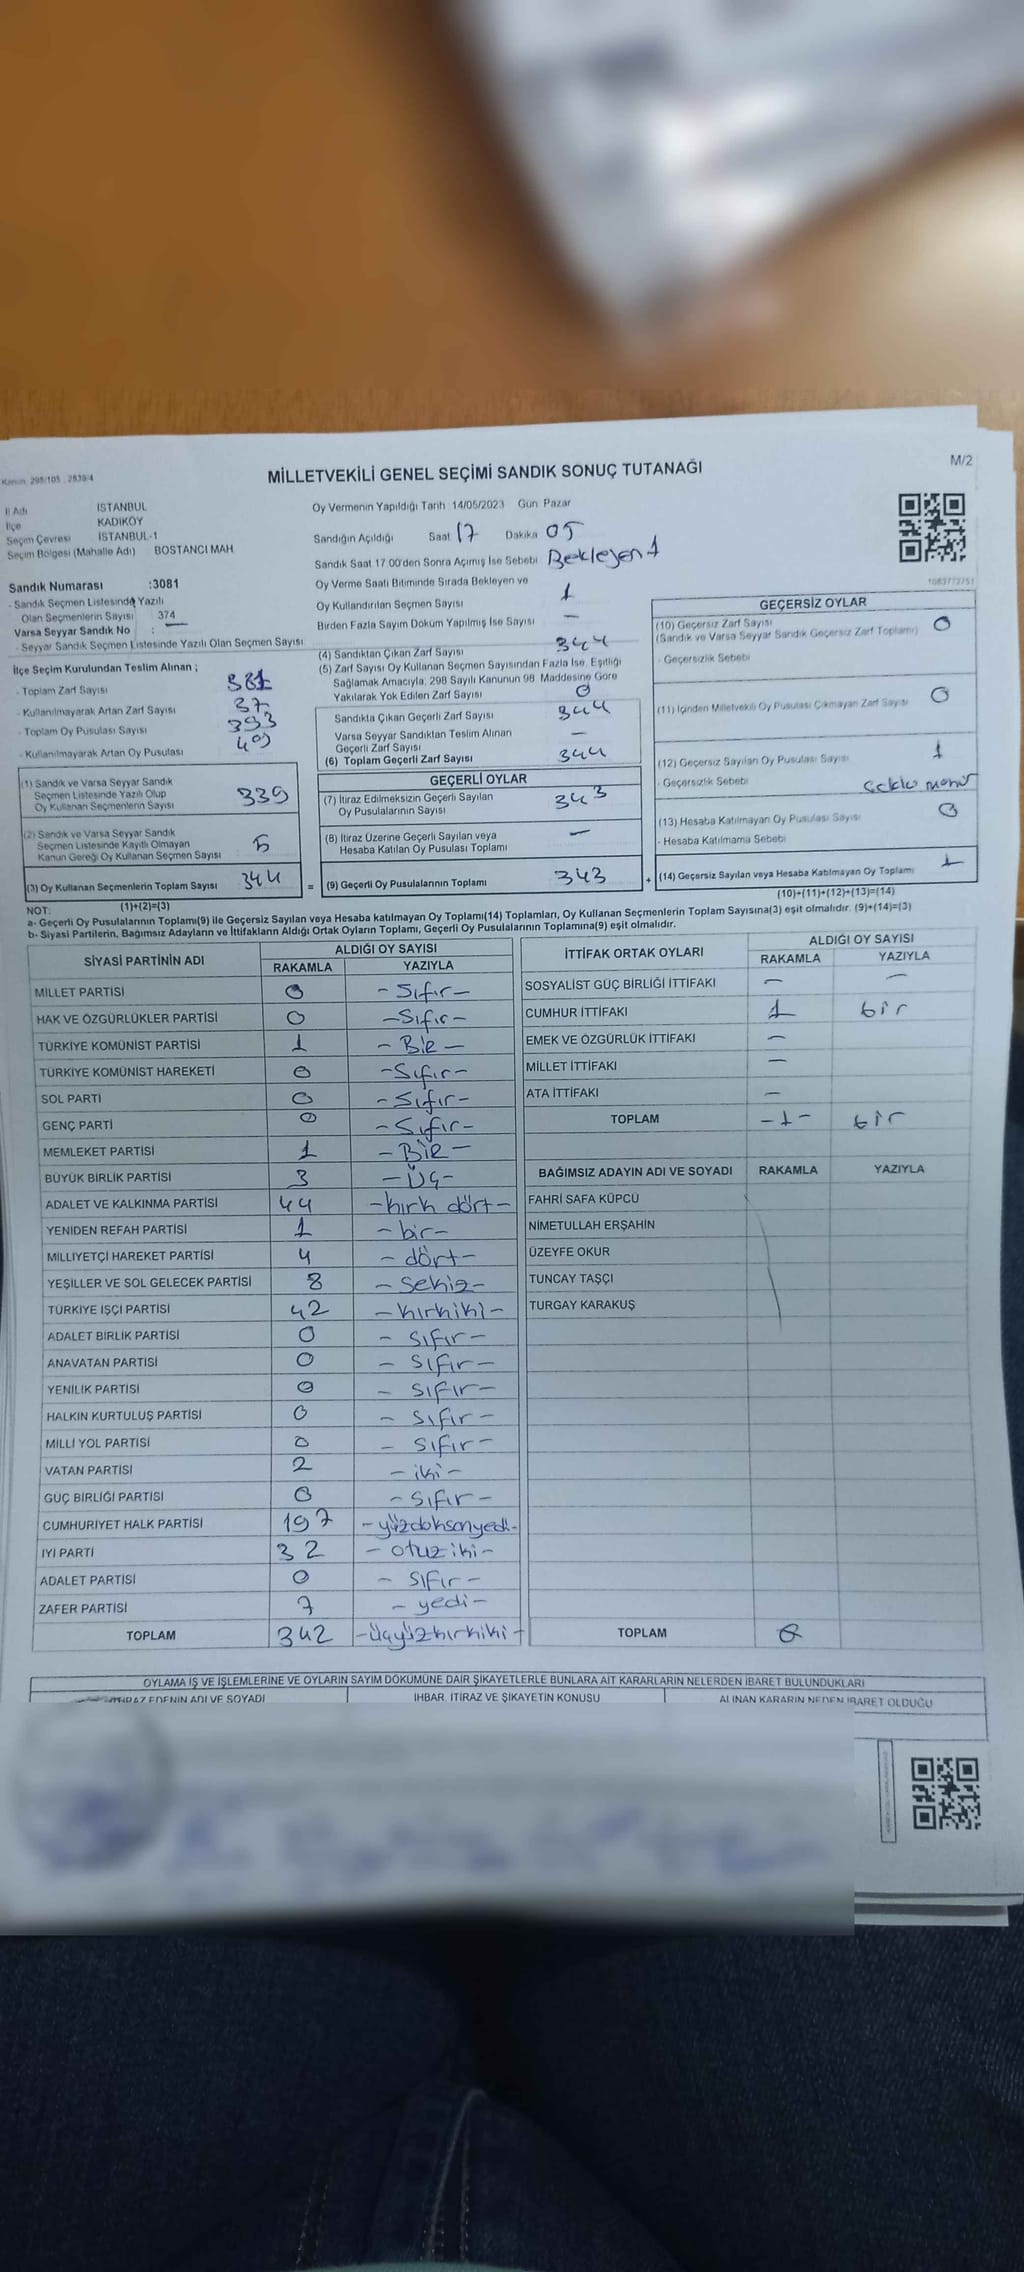 Kanun: 298/105 2839/4
MİLLETVEKİLİ GENEL SEÇİMİ SANDIK SONUÇ TUTANAĞI
M/2
İl Adı İSTANBUL
İlçe KADIKÖY
Seçim Çevresi İSTANBUL-1
Seçim Bölgesi (Mahalle Adı) BOSTANCI MAH.
Oy Vermenin Yapıldığı Tarih 14/05/2023 Gün Pazar
Sandığın Açıldığı Saat 17 Dakika 05
Sandık Saat 17:00'den Sonra Açımış İse Sebebi Bekleyen 1
Oy Verme Saati Bitiminde Sırada Bekleyen ve
Oy Kullandırılan Seçmen Sayısı 1
Birden Fazla Sayım Döküm Yapılmış İse Sayısı —
1083772751
Sandık Numarası :3081
- Sandık Seçmen Listesinde Yazılı
Olan Seçmenlerin Sayısı 374
Varsa Seyyar Sandık No : —
- Seyyar Sandık Seçmen Listesinde Yazılı Olan Seçmen Sayısı
İlçe Seçim Kurulundan Teslim Alınan ;
- Toplam Zarf Sayısı 381
- Kullanılmayarak Artan Zarf Sayısı 37
- Toplam Oy Pusulası Sayısı 393
- Kullanılmayarak Artan Oy Pusulası
(1) Sandık ve Varsa Seyyar Sandık
Seçmen Listesinde Yazılı Olup
Oy Kullanan Seçmenlerin Sayısı 339
(2) Sandık ve Varsa Seyyar Sandık
Seçmen Listesinde Kayıtlı Olmayan
Kanun Gereği Oy Kullanan Seçmen Sayısı 5
(3) Oy Kullanan Seçmenlerin Toplam Sayısı 344
(1)+(2)=(3)
(4) Sandıktan Çıkan Zarf Sayısı 344
(5) Zarf Sayısı Oy Kullanan Seçmen Sayısından Fazla İse, Eşitliği
Sağlamak Amacıyla, 298 Sayılı Kanunun 98. Maddesine Göre
Yakılarak Yok Edilen Zarf Sayısı 0
Sandıkta Çıkan Geçerli Zarf Sayısı 344
Varsa Seyyar Sandıktan Teslim Alınan
Geçerli Zarf Sayısı —
(6) Toplam Geçerli Zarf Sayısı 344
GEÇERLİ OYLAR
(7) İtiraz Edilmeksizin Geçerli Sayılan
Oy Pusulalarının Sayısı 343
(8) İtiraz Üzerine Geçerli Sayılan veya
Hesaba Katılan Oy Pusulası Toplamı —
= (9) Geçerli Oy Pusulalarının Toplamı 343 +
GEÇERSİZ OYLAR
(10) Geçersiz Zarf Sayısı 0
(Sandık ve Varsa Seyyar Sandık Geçersiz Zarf Toplamı)
- Geçersizlik Sebebi
(11) İçinden Milletvekili Oy Pusulası Çıkmayan Zarf Sayısı 0
(12) Geçersiz Sayılan Oy Pusulası Sayısı 1
- Geçersizlik Sebebi
(13) Hesaba Katılmayan Oy Pusulası Sayısı 0
- Hesaba Katılmama Sebebi
(14) Geçersiz Sayılan veya Hesaba Katılmayan Oy Toplamı 1
(10)+(11)+(12)+(13)=(14)
NOT:
a- Geçerli Oy Pusulalarının Toplamı(9) ile Geçersiz Sayılan veya Hesaba katılmayan Oy Toplamı(14) Toplamları, Oy Kullanan Seçmenlerin Toplam Sayısına(3) eşit olmalıdır. (9)+(14)=(3)
b- Siyasi Partilerin, Bağımsız Adayların ve İttifakların Aldığı Ortak Oyların Toplamı, Geçerli Oy Pusulalarının Toplamına(9) eşit olmalıdır.
SİYASİ PARTİNİN ADI ALDIĞI OY SAYISI
RAKAMLA YAZIYLA
MİLLET PARTİSİ 0 - Sıfır -
HAK VE ÖZGÜRLÜKLER PARTİSİ 0 - Sıfır -
TÜRKİYE KOMÜNİST PARTİSİ 1 - Bir -
TÜRKİYE KOMÜNİST HAREKETİ 0 - Sıfır -
SOL PARTİ 0 - Sıfır -
GENÇ PARTİ 0 - Sıfır -
MEMLEKET PARTİSİ 1 - Bir -
BÜYÜK BİRLİK PARTİSİ 3 - Üç -
ADALET VE KALKINMA PARTİSİ 44 - kırk dört -
YENİDEN REFAH PARTİSİ 1 - bir -
MİLLİYETÇİ HAREKET PARTİSİ 4 - dört -
YEŞİLLER VE SOL GELECEK PARTİSİ 8 - Sekiz -
TÜRKİYE İŞÇİ PARTİSİ 42 - kırkiki -
ADALET BİRLİK PARTİSİ 0 - sıfır -
ANAVATAN PARTİSİ 0 - sıfır -
YENİLİK PARTİSİ 0 - sıfır -
HALKIN KURTULUŞ PARTİSİ 0 - sıfır -
MİLLİ YOL PARTİSİ 0 - sıfır -
VATAN PARTİSİ 2 - iki -
GÜÇ BİRLİĞİ PARTİSİ 0 - sıfır -
CUMHURİYET HALK PARTİSİ 197 - yüzdoksanyedi -
İYİ PARTİ 32 - otuziki -
ADALET PARTİSİ 0 - sıfır -
ZAFER PARTİSİ 7 - yedi -
TOPLAM 342 - üçyüzkırkiki -
İTTİFAK ORTAK OYLARI ALDIĞI OY SAYISI
RAKAMLA YAZIYLA
SOSYALİST GÜÇ BİRLİĞİ İTTİFAKI — —
CUMHUR İTTİFAKI 1 bir
EMEK VE ÖZGÜRLÜK İTTİFAKI —
MİLLET İTTİFAKI —
ATA İTTİFAKI —
TOPLAM -1- bir
BAĞIMSIZ ADAYIN ADI VE SOYADI RAKAMLA YAZIYLA
FAHRİ SAFA KÜPCÜ
NİMETULLAH ERŞAHİN
ÜZEYFE OKUR
TUNCAY TAŞÇI
TURGAY KARAKUŞ
TOPLAM 0
OYLAMA İŞ VE İŞLEMLERİNE VE OYLARIN SAYIM DÖKÜMÜNE DAİR ŞİKAYETLERLE BUNLARA AİT KARARLARIN NELERDEN İBARET BULUNDUKLARI
İTİRAZ EDENİN ADI VE SOYADI İHBAR, İTİRAZ VE ŞİKAYETİN KONUSU ALINAN KARARIN NEDEN İBARET OLDUĞU